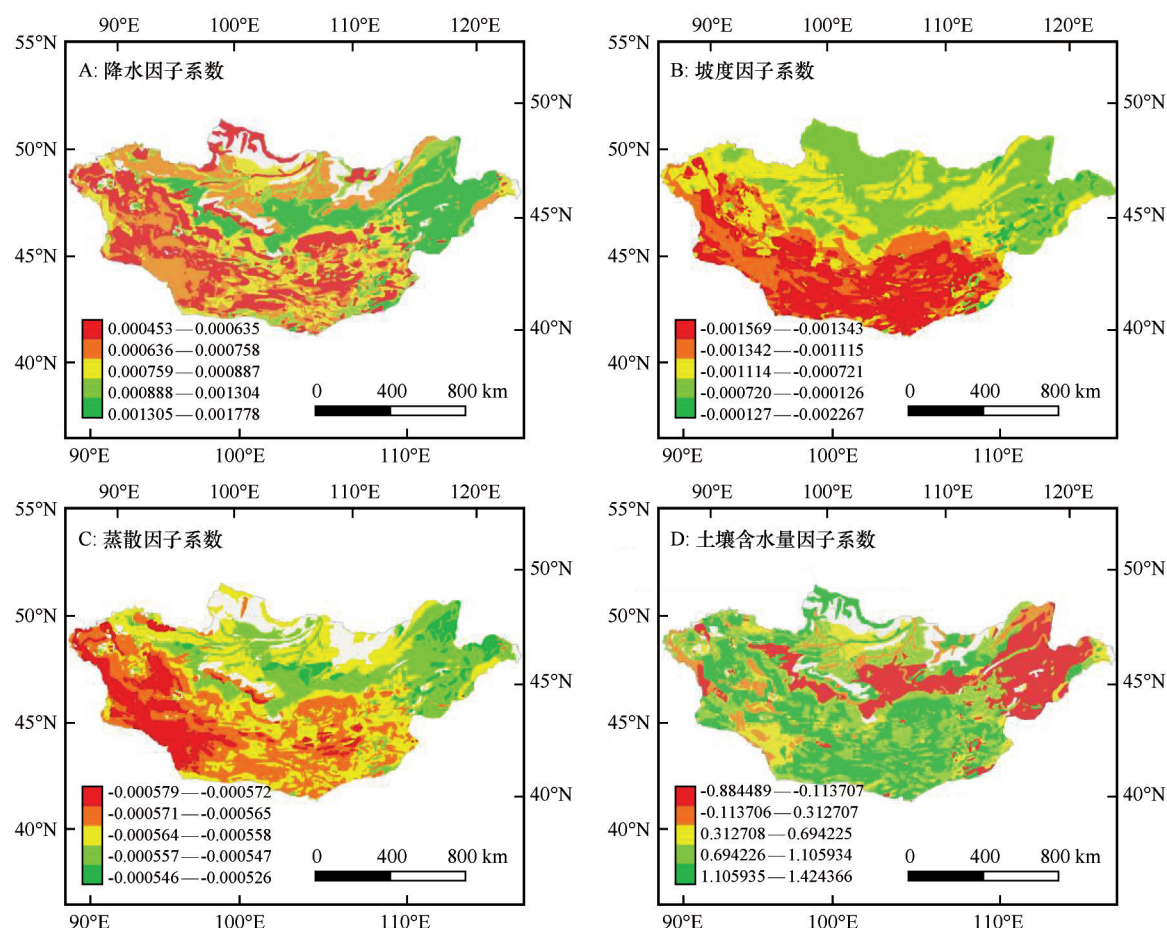 90°E 100°E 110°E 120°E
55°N
A: 降水因子系数
50°N
50°N
45°N
45°N
40°N
40°N
0.000453—0.000635
0.000636—0.000758
0.000759—0.000887
0.000888—0.001304
0.001305—0.001778
0 400 800 km
90°E 100°E 110°E
90°E 100°E 110°E 120°E
55°N
B: 坡度因子系数
50°N
50°N
45°N
45°N
40°N
40°N
-0.001569—-0.001343
-0.001342—-0.001115
-0.001114—-0.000721
-0.000720—-0.000126
-0.000127—-0.002267
0 400 800 km
90°E 100°E 110°E
90°E 100°E 110°E 120°E
55°N
C: 蒸散因子系数
50°N
50°N
45°N
45°N
40°N
40°N
-0.000579—-0.000572
-0.000571—-0.000565
-0.000564—-0.000558
-0.000557—-0.000547
-0.000546—-0.000526
0 400 800 km
90°E 100°E 110°E
90°E 100°E 110°E 120°E
55°N
D: 土壤含水量因子系数
50°N
50°N
45°N
45°N
40°N
40°N
-0.884489—-0.113707
-0.113706—0.312707
0.312708—0.694225
0.694226—1.105934
1.105935—1.424366
0 400 800 km
90°E 100°E 110°E